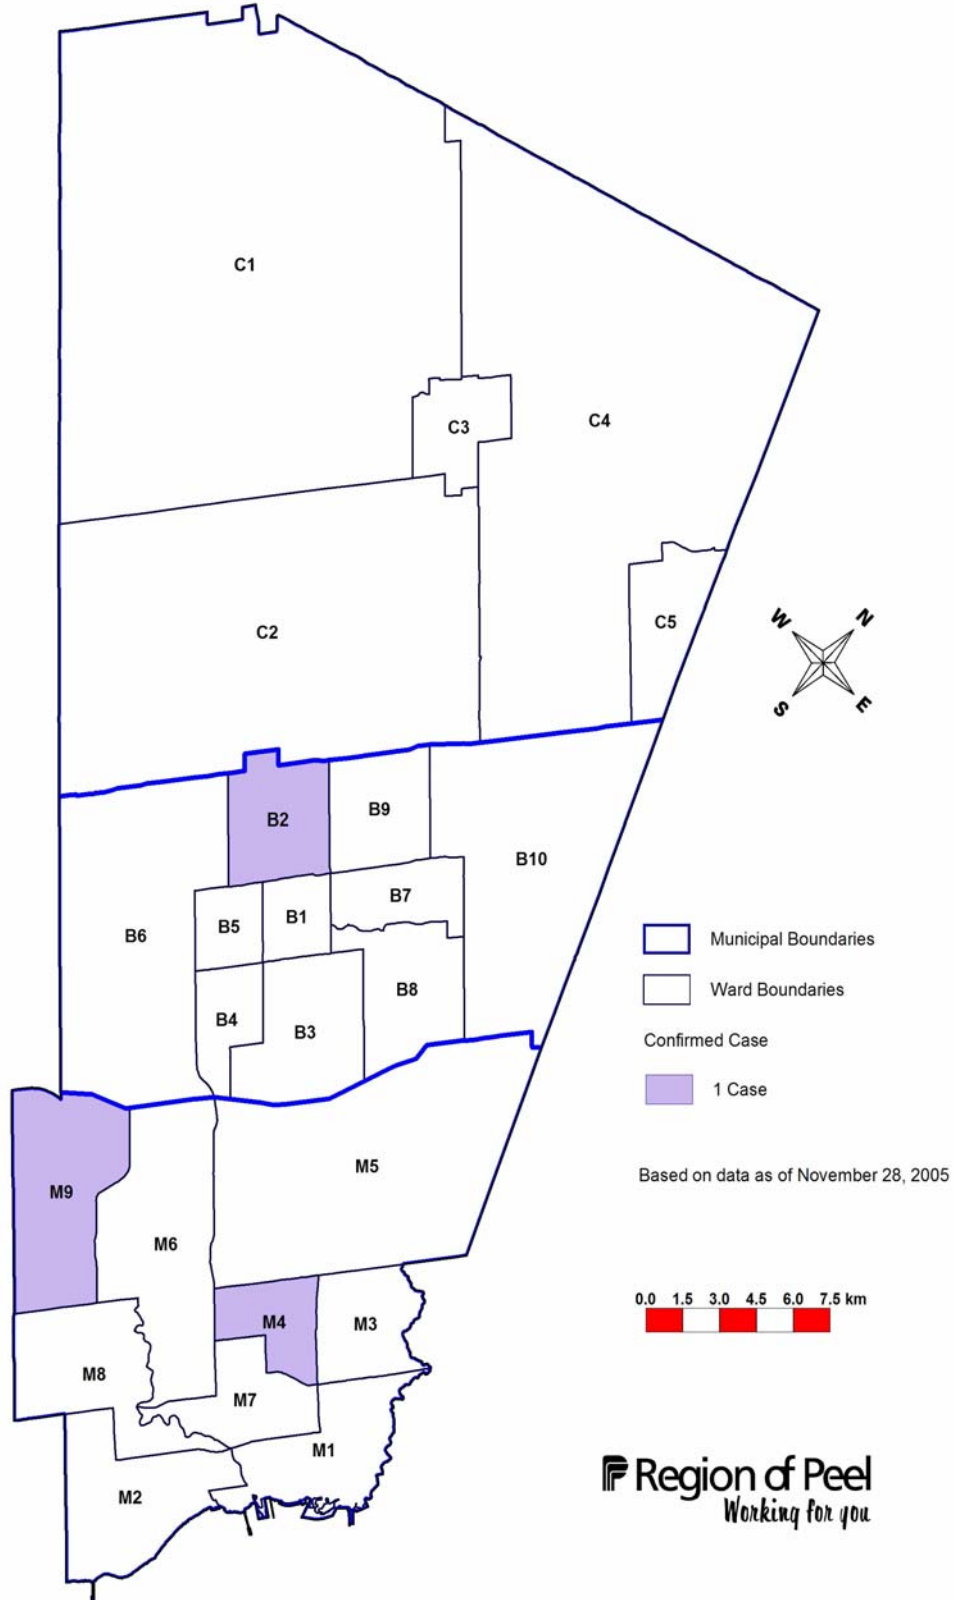 C1
C3
C4
C5
C2
W
N
S
E
B2
B9
B10
B7
B5
B1
B6
B8
B4
B3
Municipal Boundaries
Ward Boundaries
Confirmed Case
1 Case
M5
Based on data as of November 28, 2005
M9
M6
0.0 1.5 3.0 4.5 6.0 7.5 km
M4
M3
M8
M7
M1
M2
Region of Peel
Working for you